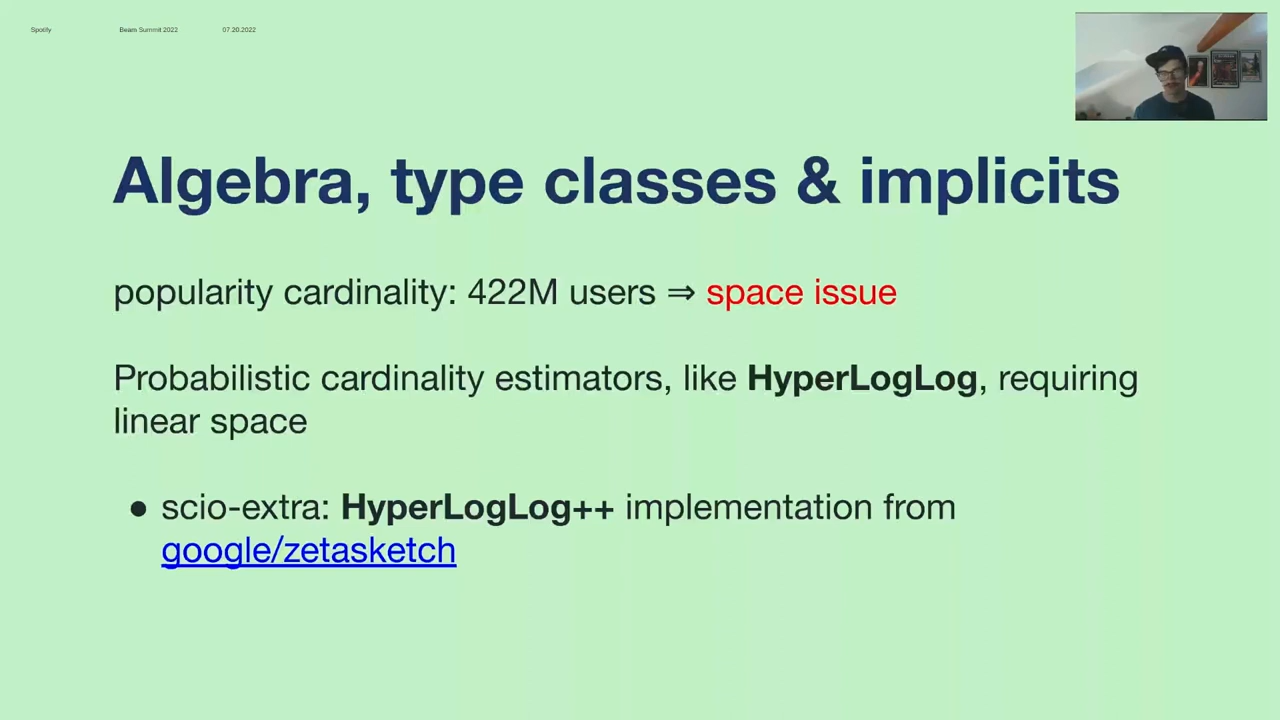 Spotify
Beam Summit 2022
07.20.2022
Algebra, type classes & implicits
popularity cardinality: 422M users ⇒ space issue
Probabilistic cardinality estimators, like HyperLogLog, requiring
linear space
● scio-extra: HyperLogLog++ implementation from
google/zetasketch